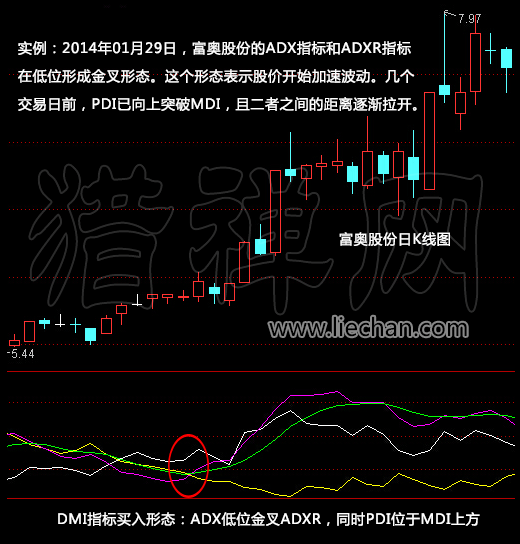 实例：2014年01月29日，富奥股份的ADX指标和ADXR指标
在低位形成金叉形态。这个形态表示股价开始加速波动。几个
交易日前，PDI已向上突破MDI，且二者之间的距离逐渐拉开。
7.97
猎禅网
富奥股份日K线图
www.liechan.com
5.44
DMI指标买入形态：ADX低位金叉ADXR，同时PDI位于MDI上方